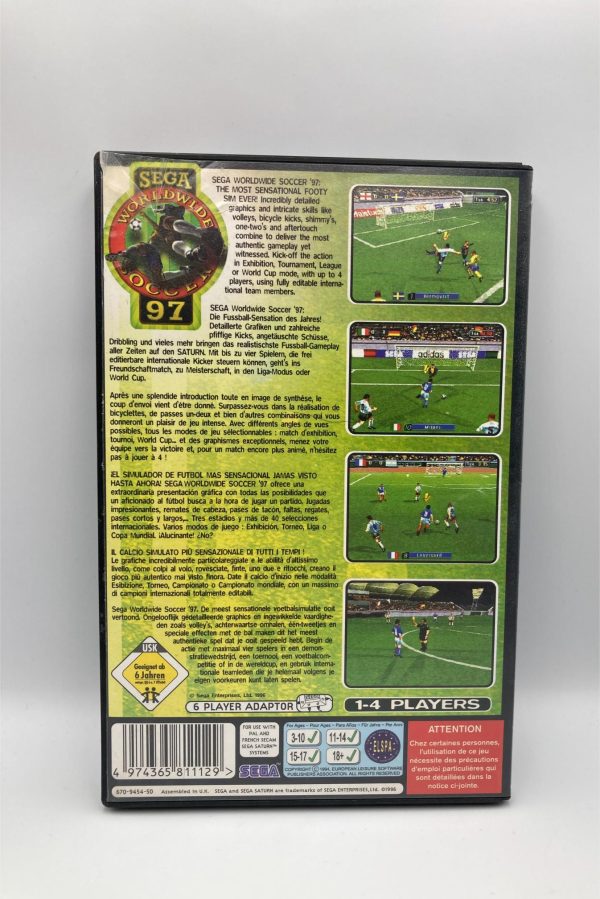 SEGA
WORLDWIDE
SOCCER
97
SEGA WORLDWIDE SOCCER '97:
THE MOST SENSATIONAL FOOTY
SIM EVER! Incredibly detailed
graphics and intricate skills like
volleys, bicycle kicks, shimmy's,
one-two's and aftertouch
combine to deliver the most
authentic gameplay yet
witnessed. Kick-off the action
in Exhibition, Tournament, League
or World Cup mode, with up to 4
players, using fully editable interna-
tional team members.
SEGA Worldwide Soccer '97:
Die Fussball-Sensation des Jahres!
Detaillerte Grafiken und zahlreiche
pfiffige Kicks, angetäuschte Schüsse,
Dribbling und vieles mehr bringen das realistischste Fussball-Gameplay
aller Zeiten auf den SATURN. Mit bis zu vier Spielern, die frei
editierbare internationale Kicker steuern können, geht's ins
Freundschaftmatch, zu Meisterschaft, in den Liga-Modus oder
World Cup.
Après une splendide introduction toute en image de synthèse, le
coup d'envoi vient d'être donné. Surpassez-vous dans la réalisation de
bicyclettes, de passes un-deux et bien d'autres combinaisons qui vous
donneront un plaisir de jeu intense. Avec différents angles de vues
possibles, tous les modes de jeu sélectionnables : match d'exhibition,
tournoi, World Cup... et des graphismes exceptionnels, menez votre
équipe vers la victoire et, pour un match encore plus animé, n'hésitez
pas à jouer à 4 !
¡EL SIMULADOR DE FUTBOL MAS SENSACIONAL JAMAS VISTO
HASTA AHORA! SEGA WORLDWIDE SOCCER '97 ofrece una
extraordinaria presentación gráfica con todas las posibilidades que
un aficionado al fútbol busca a la hora de jugar un partido. Jugadas
impresionantes, remates de cabeza, pases de tacón, faltas, regates,
pases cortos y largos,... Tres estadios y más de 40 selecciones
internacionales. Varios modos de juego : Exhibición, Torneo, Liga o
Copa Mundial. ¡Alucinante! ¿No?
IL CALCIO SIMULATO PIÙ SENSAZIONALE DI TUTTI I TEMPI !
Le grafiche incredibilmente particolareggiate e le abilità d'altissimo
livello, come colpi al volo, rovesciate, finte, uno due e ritocchi, creano il
gioco più autentico mai visto finora. Date il calcio d'inizio nelle modalità
Esibizione, Torneo, Campionato o Campionato mondiale, con un massimo
di campioni internazionali totalmente editabili.
Sega Worldwide Soccer '97. De meest sensationele voetbalsimulatie ooit
vertoond. Ongelooflijk gedetailleerde graphics en ingewikkelde vaardighe-
den zoals volley's, achterwaartse omhalen, één-tweetjes en
speciale effecten met de bal maken dit het meest
authentieke spel dat je ooit gespeeld hebt. Begin de
actie met maximaal vier spelers in een demon-
stratiewedstrijd, een toernooi, een voetbalcom-
petitie of in de wereldcup, en gebruik interna-
tionale teamleden die je helemaal volgens je
eigen voorkeuren kunt laten spelen.
USK
Geeignet ab
6 Jahren
© Sega Enterprises, Ltd. 1996
6 PLAYER ADAPTOR
1-4 PLAYERS
adidas
4 974365 811129 >
FOR USE WITH
PAL AND
FRENCH SECAM
SEGA SATURN™
SYSTEMS
SEGA
For Ages - Pour Ages - Para Años - Für Jahre - Per Anni
3-10
11-14
15-17
18+
ELSPA
COPYRIGHT © 1994, EUROPEAN LEISURE SOFTWARE
PUBLISHERS ASSOCIATION. ALL RIGHTS RESERVED
ATTENTION
Chez certaines personnes,
l'utilisation de ce jeu
nécessite des précautions
d'emploi particulières qui
sont détaillées dans la
notice ci-jointe.
670-9454-50 Assembled in U.K. SEGA and SEGA SATURN are trademarks of SEGA ENTERPRISES, Ltd. ©1996